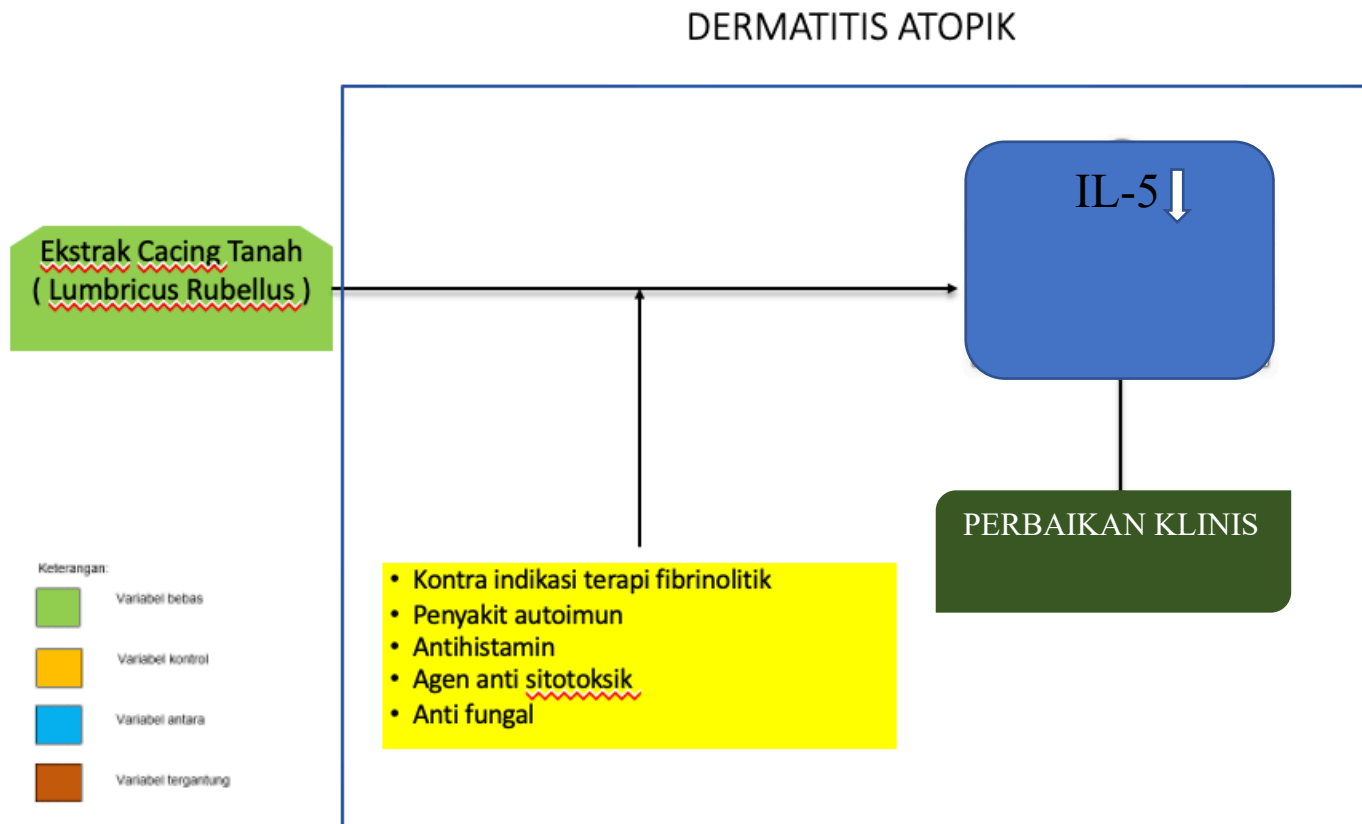 DERMATITIS ATOPIK
IL-5
Ekstrak Cacing Tanah
( Lumbricus Rubellus )
PERBAIKAN KLINIS
Keterangan:
Variabel bebas
Variabel kontrol
Variabel antara
Variabel tergantung
• Kontra indikasi terapi fibrinolitik
• Penyakit autoimun
• Antihistamin
• Agen anti sitotoksik
• Anti fungal